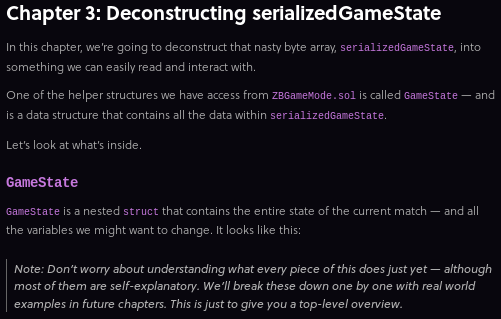 Chapter 3: Deconstructing serializedGameState
In this chapter, we're going to deconstruct that nasty byte array, serializedGameState, into
something we can easily read and interact with.
One of the helper structures we have access from ZBGameMode.sol is called GameState — and
is a data structure that contains all the data within serializedGameState.
Let's look at what's inside.
GameState
GameState is a nested struct that contains the entire state of the current match — and all
the variables we might want to change. It looks like this:
Note: Don't worry about understanding what every piece of this does just yet — although
most of them are self-explanatory. We'll break these down one by one with real world
examples in future chapters. This is just to give you a top-level overview.